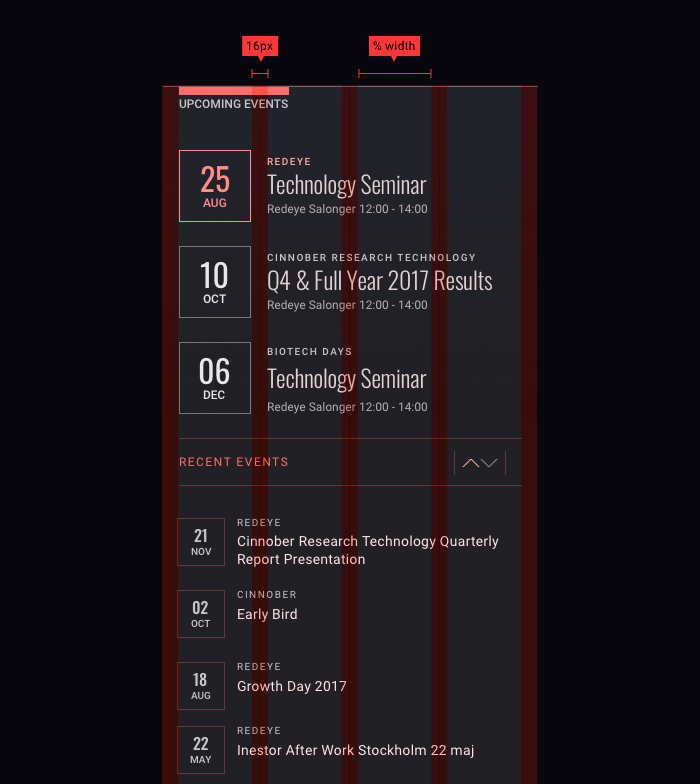 16px
% width
UPCOMING EVENTS
25
AUG
REDEYE
Technology Seminar
Redeye Salonger 12:00 - 14:00
10
OCT
CINNOBER RESEARCH TECHNOLOGY
Q4 & Full Year 2017 Results
Redeye Salonger 12:00 - 14:00
06
DEC
BIOTECH DAYS
Technology Seminar
Redeye Salonger 12:00 - 14:00
RECENT EVENTS
21
NOV
REDEYE
Cinnober Research Technology Quarterly
Report Presentation
02
OCT
CINNOBER
Early Bird
18
AUG
REDEYE
Growth Day 2017
22
MAY
REDEYE
Inestor After Work Stockholm 22 maj